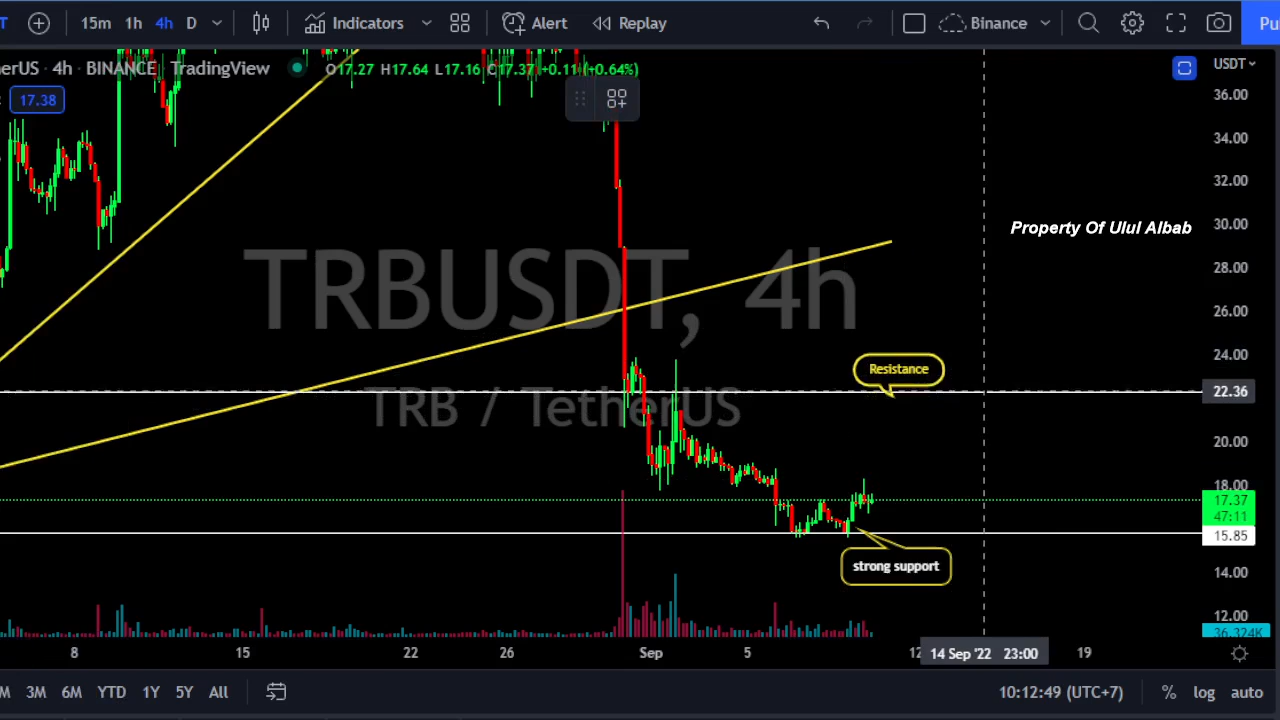 T 15m 1h 4h D Indicators Alert Replay Binance Pu
erUS · 4h · BINANCE TradingView O17.27 H17.64 L17.16 C17.37 +0.11 (+0.64%) USDT
17.38
36.00
34.00
32.00
30.00
Property Of Ulul Albab
28.00
TRBUSDT, 4h
26.00
24.00
Resistance
22.36
TRB / TetherUS
20.00
18.00
17.37
47:11
15.85
strong support
14.00
12.00
36.324K
8 15 22 26 Sep 5 12 14 Sep '22 23:00 19
M 3M 6M YTD 1Y 5Y All 10:12:49 (UTC+7) % log auto